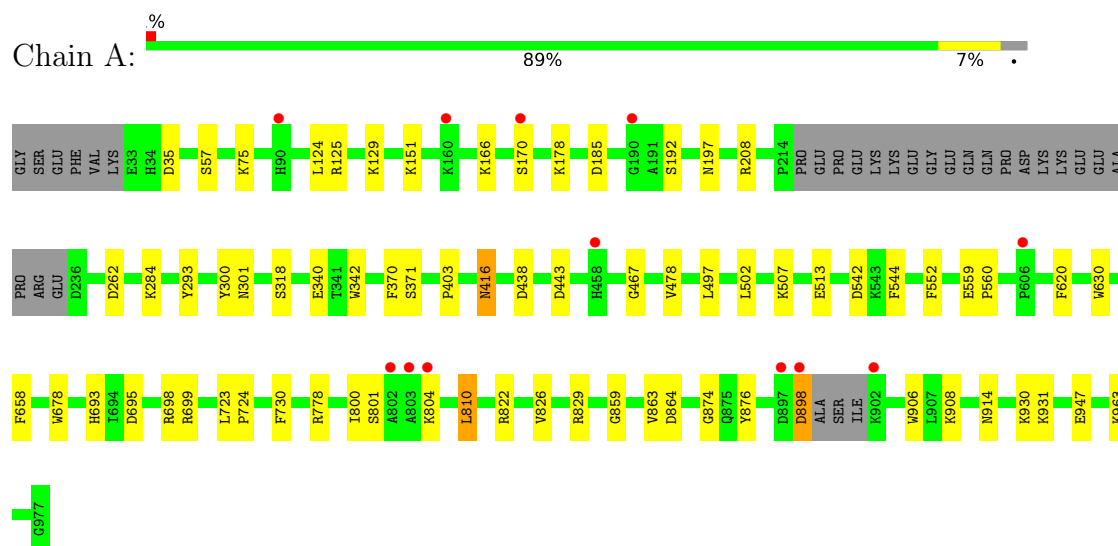 %
Chain A:
89% 7% •
GLY SER GLU PHE VAL LYS E33 H34 D35 S57 K75 H90 L124 R125 K129 K151 K160 K166 S170 K178 D185 G190 A191 S192 N197 R208 P214 PRO GLU PRO GLU LYS LYS GLU GLY GLU GLN GLN PRO ASP LYS LYS GLU GLU ALA
PRO ARG GLU D236 D262 K284 Y293 Y300 N301 S318 E340 T341 W342 F370 S371 P403 N416 D438 D443 H458 G467 V478 L497 L502 K507 E513 D542 K543 F544 F552 E559 P560 P606 F620 W630
F658 W678 H693 I694 D695 R698 R699 L723 P724 F730 R778 I800 S801 A802 A803 K804 L810 R822 V826 R829 G859 V863 D864 G874 Q875 Y876 D897 D898 ALA SER ILE K902 W906 L907 K908 N914 K930 K931 E947 K963
G977